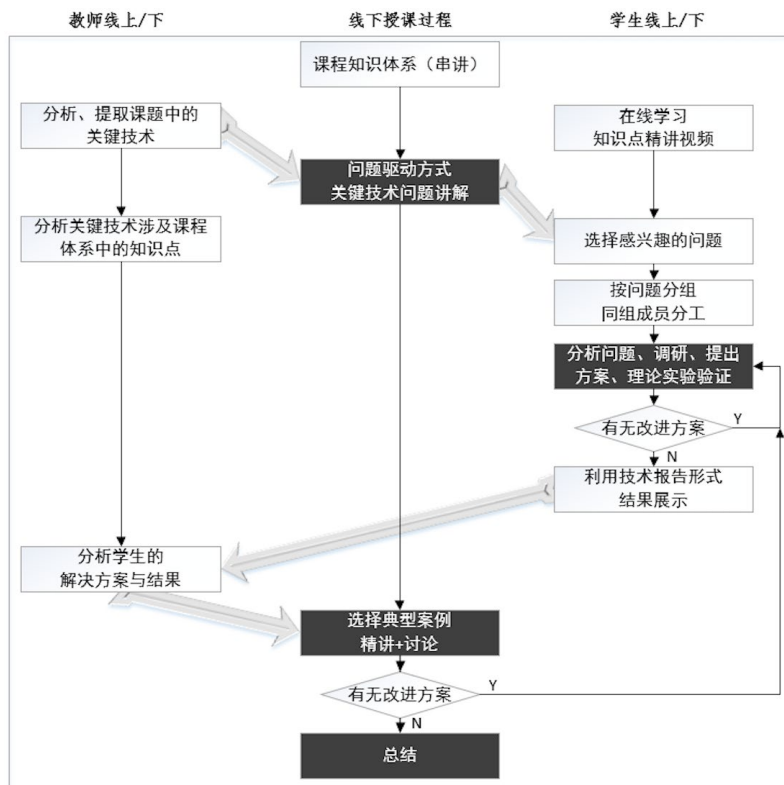 教师线上/下
线下授课过程
学生线上/下
课程知识体系（串讲）
分析、提取课题中的
关键技术
在线学习
知识点精讲视频
问题驱动方式
关键技术问题讲解
分析关键技术涉及课程
体系中的知识点
选择感兴趣的问题
按问题分组
同组成员分工
分析问题、调研、提出
方案、理论实验验证
有无改进方案
Y
N
利用技术报告形式
结果展示
分析学生的
解决方案与结果
选择典型案例
精讲+讨论
有无改进方案
Y
N
总结